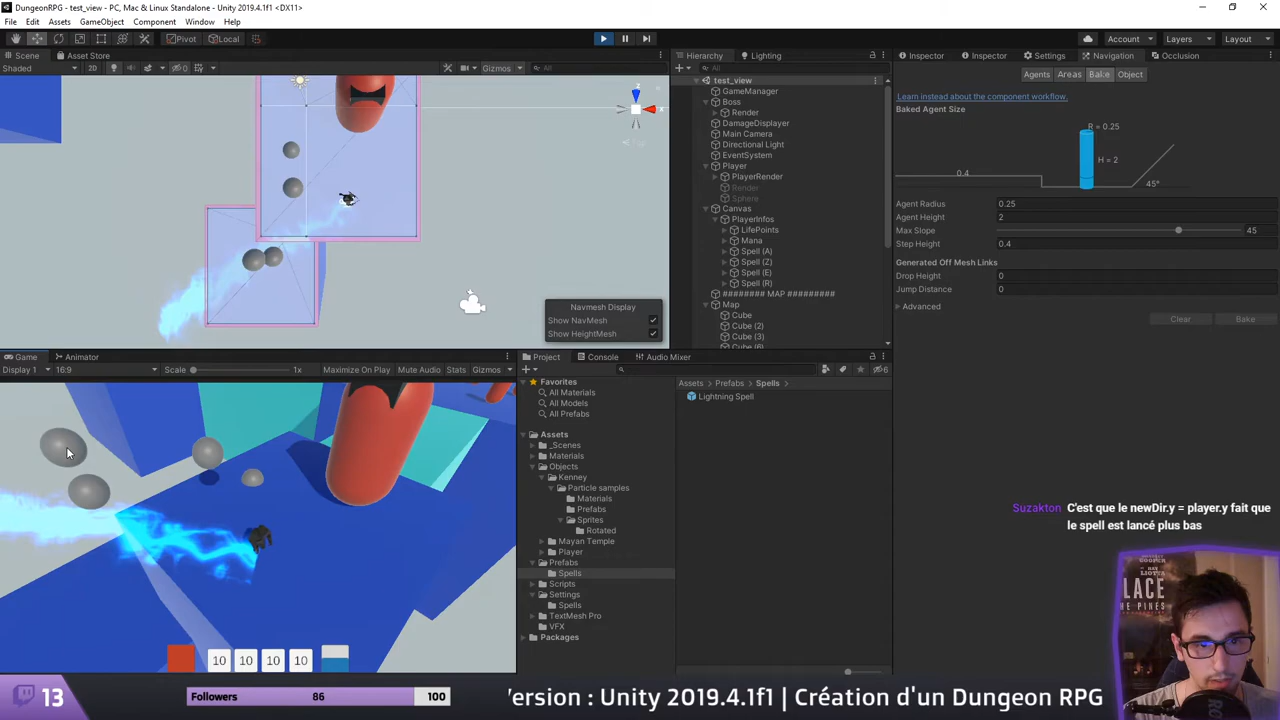 DungeonRPG - test_view - PC, Mac & Linux Standalone - Unity 2019.4.1f1 <DX11>
File Edit Assets GameObject Component Window Help
Pivot Local Account Layers Layout
Scene Asset Store
Shaded 2D 0 Gizmos All
z x
Navmesh Display
Show NavMesh
Show HeightMesh
Game Animator
Display 1 16:9 Scale 1x Maximize On Play Mute Audio Stats Gizmos
10 10 10 10
Hierarchy Lighting
All
test_view
GameManager
Boss
Render
DamageDisplayer
Main Camera
Directional Light
EventSystem
Player
PlayerRender
Render
Sphere
Canvas
PlayerInfos
LifePoints
Mana
Spell (A)
Spell (Z)
Spell (E)
Spell (R)
######## MAP #########
Map
Cube
Cube (2)
Cube (3)
Cube (6)
Project Console Audio Mixer
6
Favorites
All Materials
All Models
All Prefabs
Assets
_Scenes
Materials
Objects
Kenney
Particle samples
Materials
Prefabs
Sprites
Rotated
Mayan Temple
Player
Prefabs
Spells
Scripts
Settings
Spells
TextMesh Pro
VFX
Packages
Assets > Prefabs > Spells >
Lightning Spell
Inspector Inspector Settings Navigation Occlusion
Agents Areas Bake Object
Learn instead about the component workflow.
Baked Agent Size
R = 0.25
H = 2
0.4
45°
Agent Radius 0.25
Agent Height 2
Max Slope 45
Step Height 0.4
Generated Off Mesh Links
Drop Height 0
Jump Distance 0
Advanced
Clear Bake
Suzakton C'est que le newDir.y = player.y fait que
le spell est lancé plus bas
13 Followers 86 100 Version : Unity 2019.4.1f1 | Création d'un Dungeon RPG